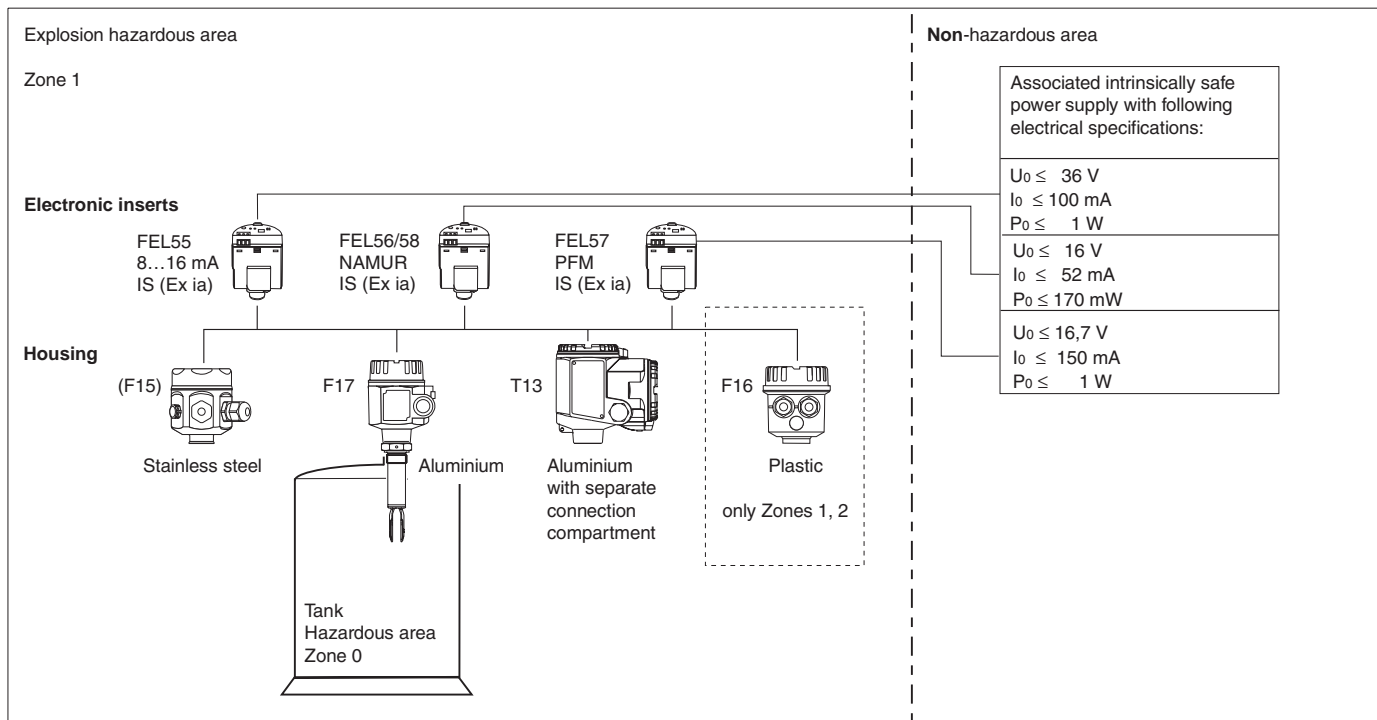 Explosion hazardous area
Zone 1
Non-hazardous area
Associated intrinsically safe
power supply with following
electrical specifications:
U0 ≤ 36 V
I0 ≤ 100 mA
P0 ≤ 1 W
U0 ≤ 16 V
I0 ≤ 52 mA
P0 ≤ 170 mW
U0 ≤ 16,7 V
I0 ≤ 150 mA
P0 ≤ 1 W
Electronic inserts
FEL55
8...16 mA
IS (Ex ia)
FEL56/58
NAMUR
IS (Ex ia)
FEL57
PFM
IS (Ex ia)
Housing
(F15)
Stainless steel
F17
Aluminium
T13
Aluminium
with separate
connection
compartment
F16
Plastic
only Zones 1, 2
Tank
Hazardous area
Zone 0